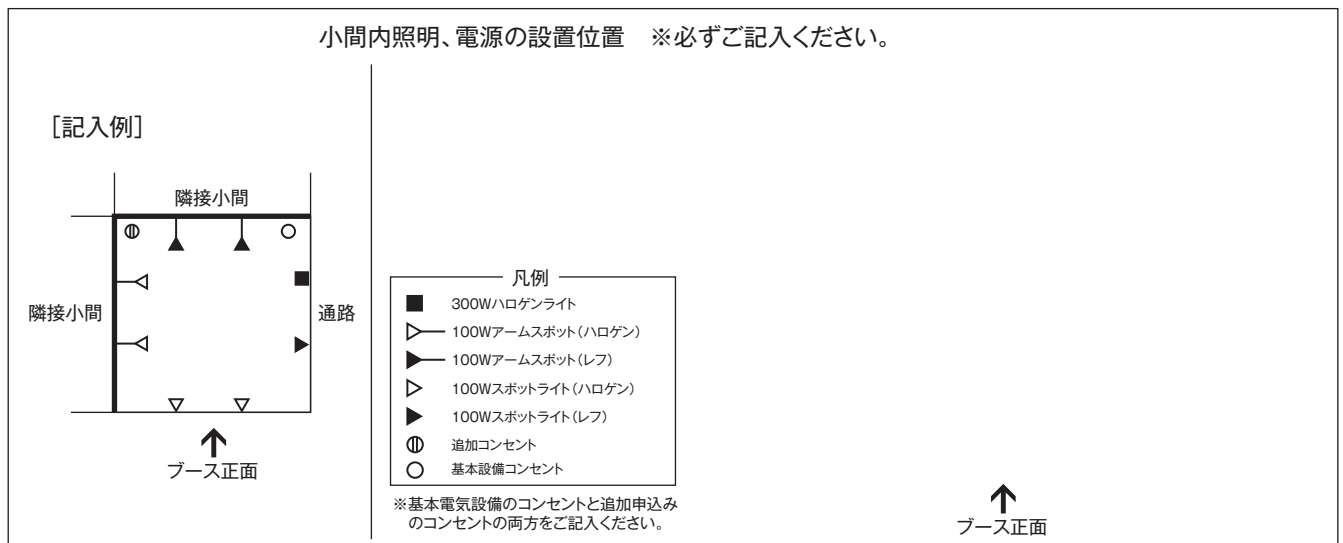 小間内照明、電源の設置位置　※必ずご記入ください。
［記入例］
隣接小間
隣接小間
通路
ブース正面
凡例
300Wハロゲンライト
100Wアームスポット（ハロゲン）
100Wアームスポット（レフ）
100Wスポットライト（ハロゲン）
100Wスポットライト（レフ）
追加コンセント
基本設備コンセント
※基本電気設備のコンセントと追加申込み
のコンセントの両方をご記入ください。
ブース正面